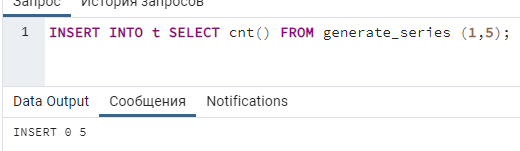 Запрос История запросов
1 INSERT INTO t SELECT cnt() FROM generate_series (1,5);
Data Output Сообщения Notifications
INSERT 0 5